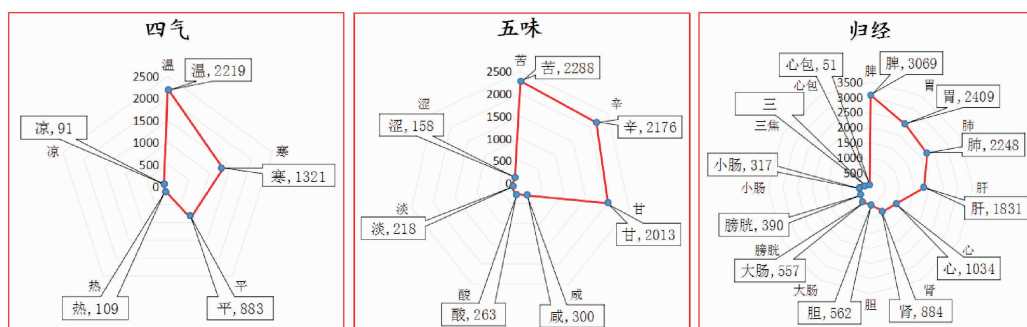 四气
2500
2000
1500
1000
500
0
温
温,2219
寒
寒,1321
平
平,883
热
热,109
凉,91
凉
五味
2500
2000
1500
1000
500
0
苦
苦,2288
辛
辛,2176
甘
甘,2013
咸
咸,300
酸
酸,263
淡
淡,218
涩
涩,158
归经
3500
3000
2500
2000
1500
1000
500
0
脾
脾,3069
胃
胃,2409
肺
肺,2248
肝
肝,1831
心
心,1034
肾
肾,884
胆
胆,562
大肠
大肠,557
膀胱
膀胱,390
小肠,317
小肠
三
三焦
心包,51
心包